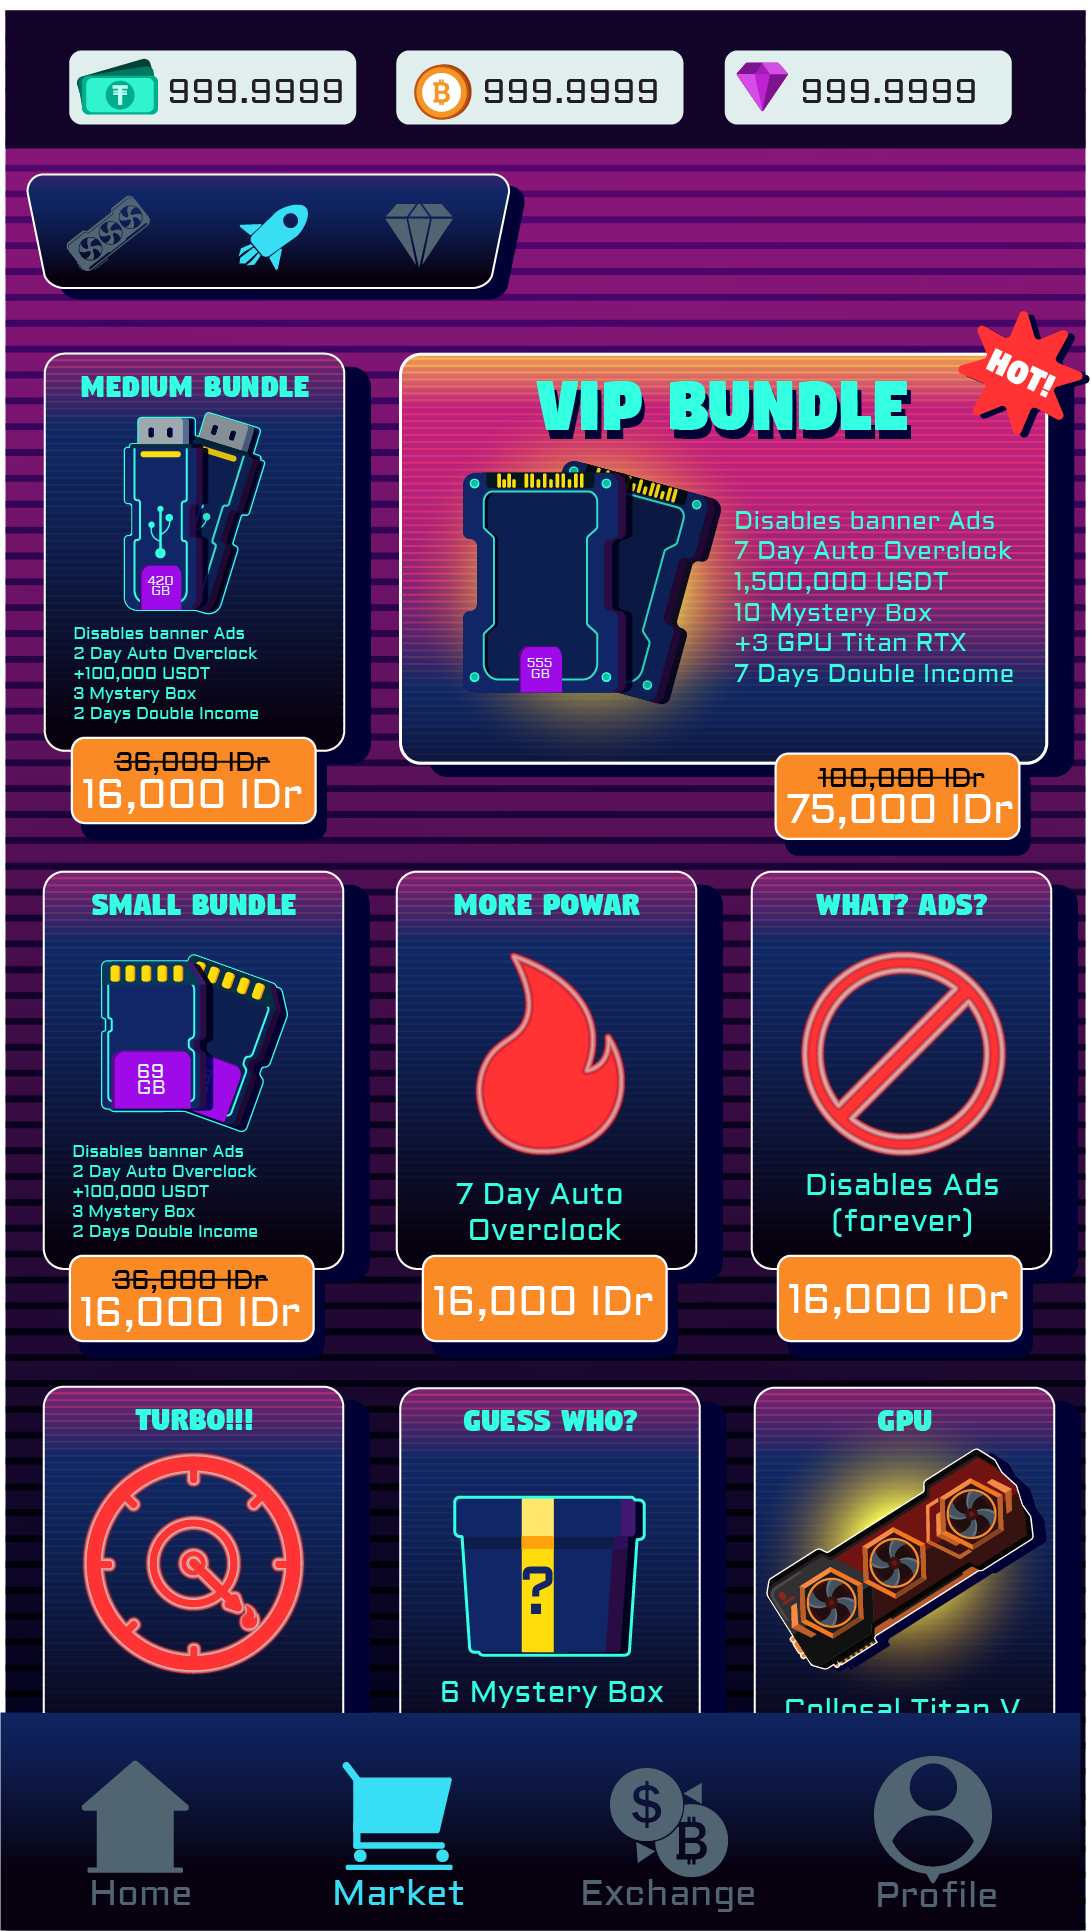 999.9999
999.9999
999.9999
HOT!
MEDIUM BUNDLE
420
GB
Disables banner Ads
2 Day Auto Overclock
+100,000 USDT
3 Mystery Box
2 Days Double Income
36,000 IDr
16,000 IDr
VIP BUNDLE
555
GB
Disables banner Ads
7 Day Auto Overclock
1,500,000 USDT
10 Mystery Box
+3 GPU Titan RTX
7 Days Double Income
100,000 IDr
75,000 IDr
SMALL BUNDLE
69
GB
Disables banner Ads
2 Day Auto Overclock
+100,000 USDT
3 Mystery Box
2 Days Double Income
36,000 IDr
16,000 IDr
MORE POWAR
7 Day Auto
Overclock
16,000 IDr
WHAT? ADS?
Disables Ads
(forever)
16,000 IDr
TURBO!!!
GUESS WHO?
?
6 Mystery Box
GPU
Collosal Titan V
Home
Market
Exchange
Profile